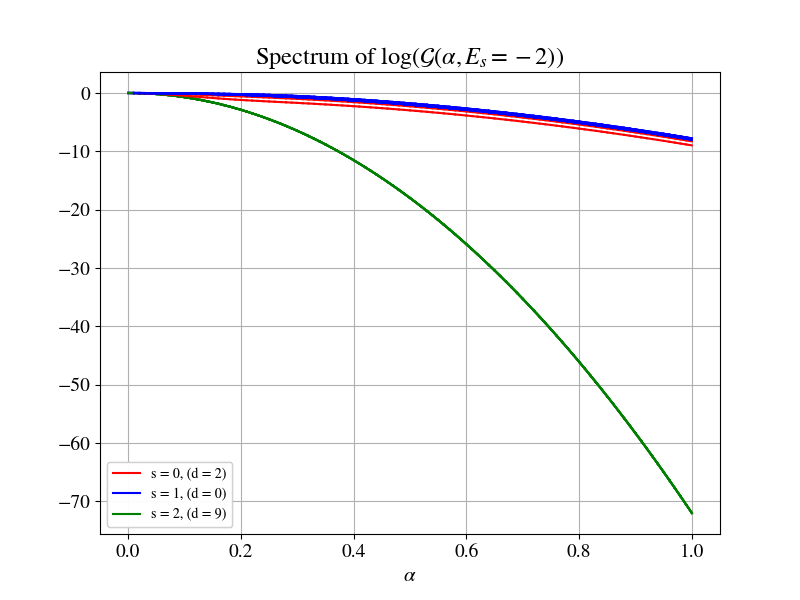 Spectrum of log(𝒢(α, E_s = −2))
0
−10
−20
−30
−40
−50
−60
−70
s = 0, (d = 2)
s = 1, (d = 0)
s = 2, (d = 9)
0.0 0.2 0.4 0.6 0.8 1.0
α